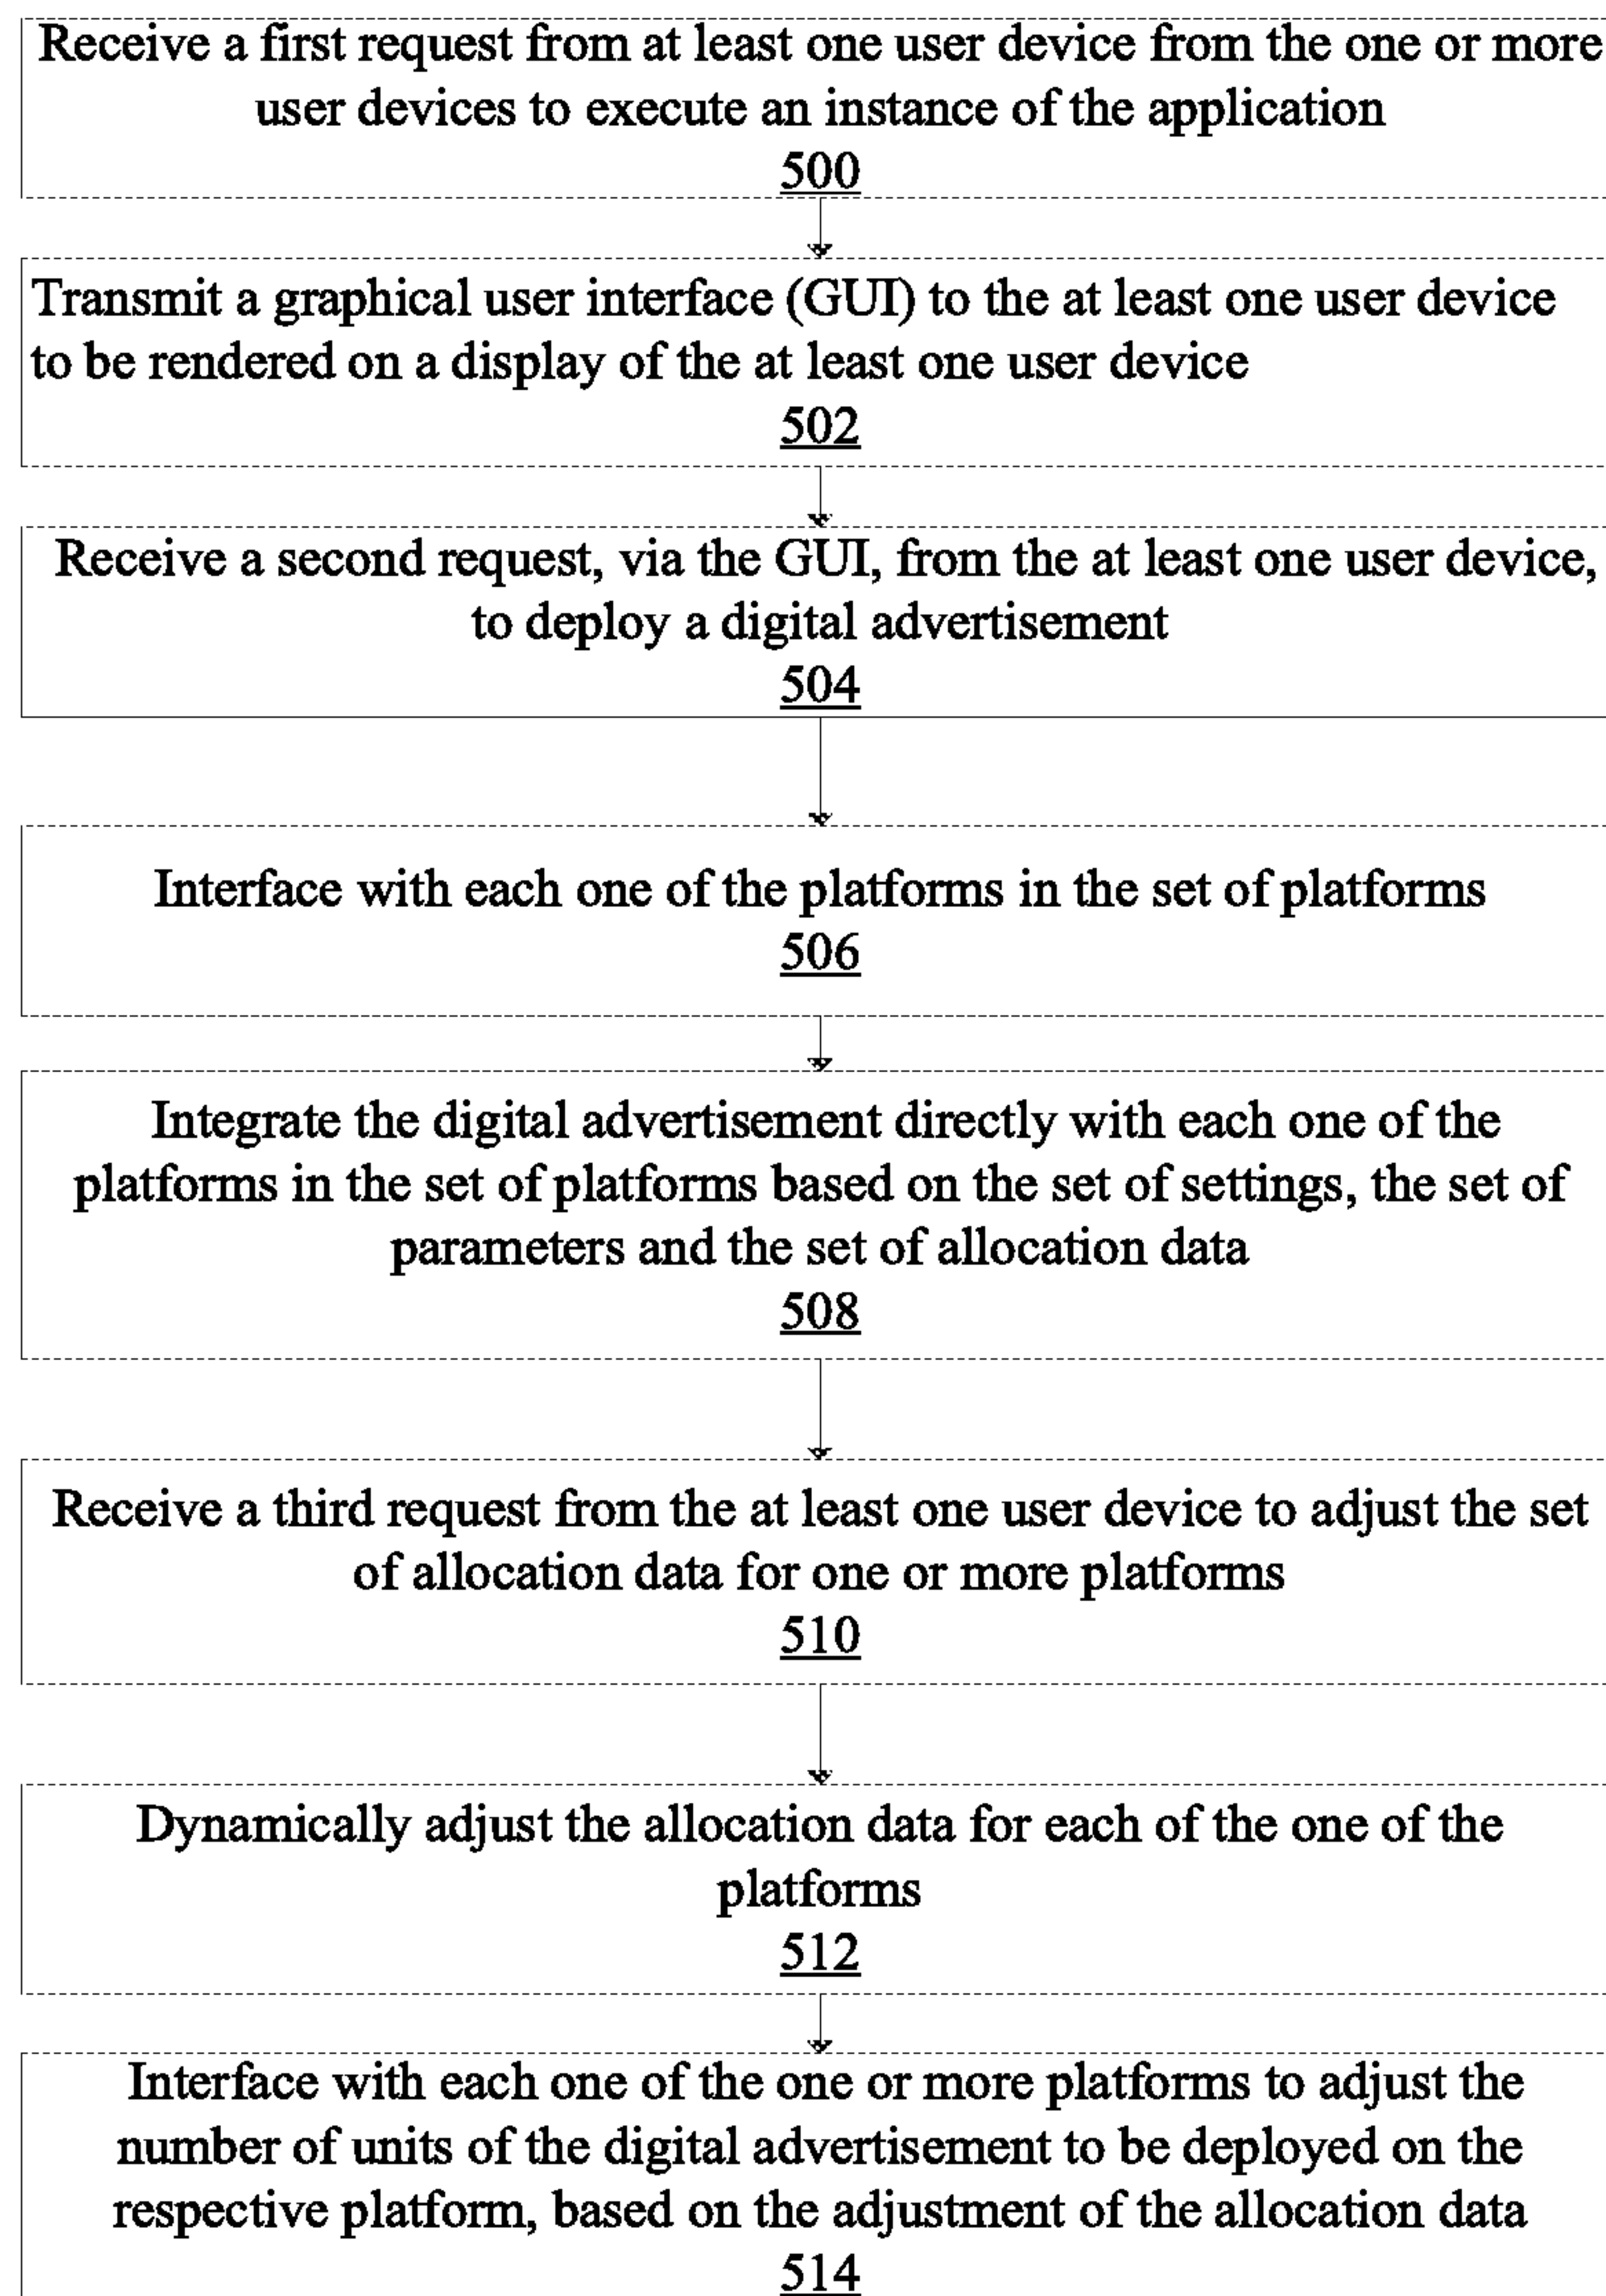 Receive a first request from at least one user device from the one or more
user devices to execute an instance of the application
500
Transmit a graphical user interface (GUI) to the at least one user device
to be rendered on a display of the at least one user device
502
Receive a second request, via the GUI, from the at least one user device,
to deploy a digital advertisement
504
Interface with each one of the platforms in the set of platforms
506
Integrate the digital advertisement directly with each one of the
platforms in the set of platforms based on the set of settings, the set of
parameters and the set of allocation data
508
Receive a third request from the at least one user device to adjust the set
of allocation data for one or more platforms
510
Dynamically adjust the allocation data for each of the one of the
platforms
512
Interface with each one of the one or more platforms to adjust the
number of units of the digital advertisement to be deployed on the
respective platform, based on the adjustment of the allocation data
514